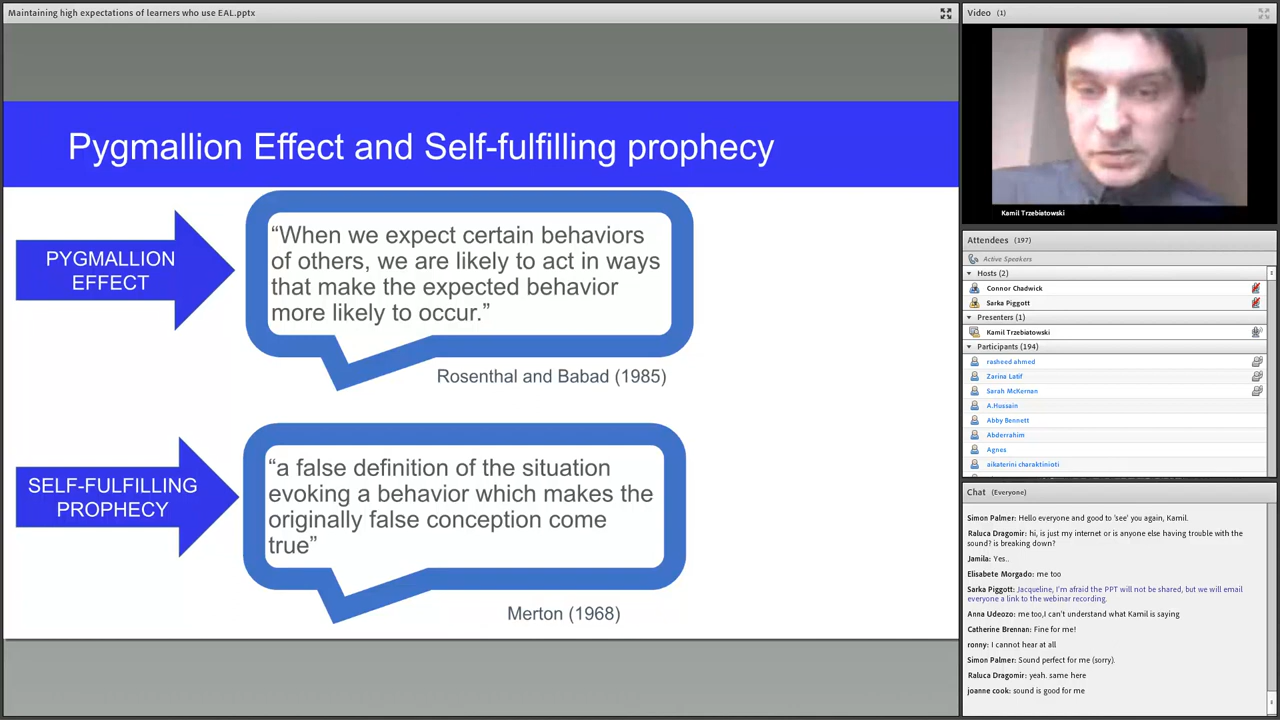 Maintaining high expectations of learners who use EAL.pptx
Pygmallion Effect and Self-fulfilling prophecy
PYGMALLION
EFFECT
“When we expect certain behaviors
of others, we are likely to act in ways
that make the expected behavior
more likely to occur.”
Rosenthal and Babad (1985)
SELF-FULFILLING
PROPHECY
“a false definition of the situation
evoking a behavior which makes the
originally false conception come
true”
Merton (1968)
Video (1)
Kamil Trzebiatowski
Attendees (197)
Active Speakers
Hosts (2)
Connor Chadwick
Sarka Piggott
Presenters (1)
Kamil Trzebiatowski
Participants (194)
rasheed ahmed
Zarina Latif
Sarah McKernan
A.Hussain
Abby Bennett
Abderrahim
Agnes
aikaterini charaktinioti
Chat (Everyone)
Simon Palmer: Hello everyone and good to 'see' you again, Kamil.
Raluca Dragomir: hi, is just my internet or is anyone else having trouble with the
sound? is breaking down?
Jamila: Yes..
Elisabete Morgado: me too
Sarka Piggott: Jacqueline, I'm afraid the PPT will not be shared, but we will email
everyone a link to the webinar recording.
Anna Udeozo: me too,I can't understand what Kamil is saying
Catherine Brennan: Fine for me!
ronny: I cannot hear at all
Simon Palmer: Sound perfect for me (sorry).
Raluca Dragomir: yeah. same here
joanne cook: sound is good for me